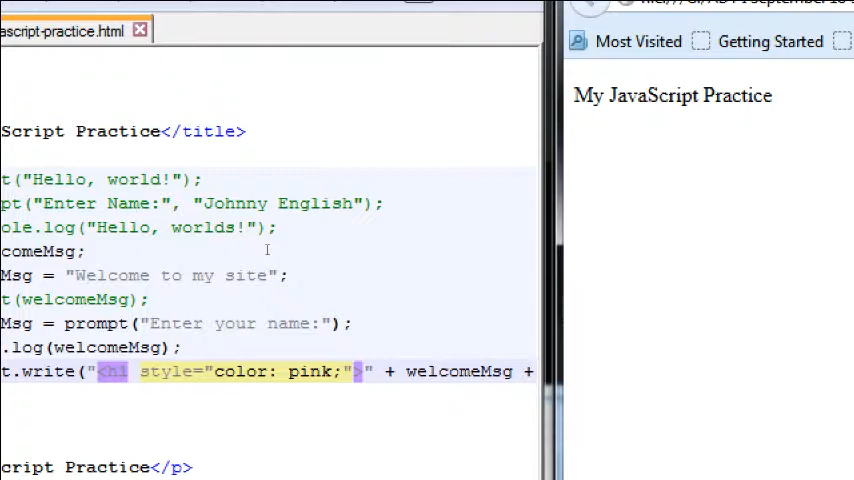 ascript-practice.html
Most Visited Getting Started
My JavaScript Practice
Script Practice</title>
t("Hello, world!");
pt("Enter Name:", "Johnny English");
ole.log("Hello, worlds!");
comeMsg;
Msg = "Welcome to my site";
t(welcomeMsg);
Msg = prompt("Enter your name:");
.log(welcomeMsg);
t.write("<h1 style="color: pink;">" + welcomeMsg +
cript Practice</p>